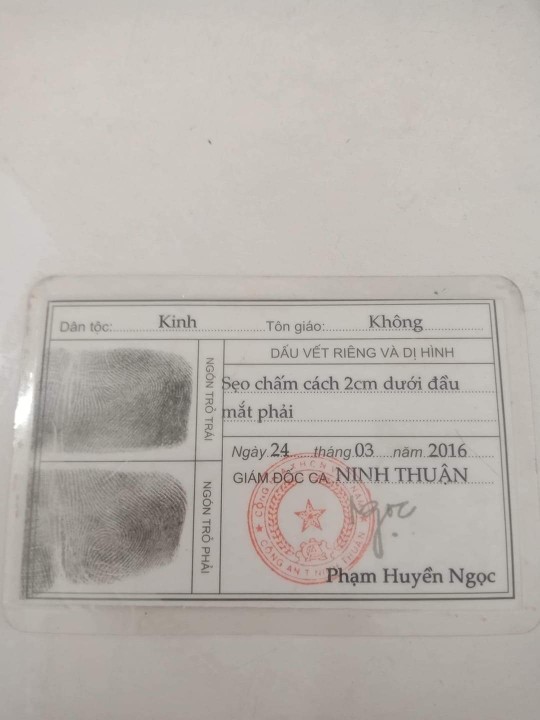 Dân tộc: Kinh Tôn giáo: Không
NGÓN TRỎ TRÁI
DẤU VẾT RIÊNG VÀ DỊ HÌNH
Sẹo chấm cách 2cm dưới đầu
mắt phải
NGÓN TRỎ PHẢI
Ngày 24 tháng 03 năm 2016
GIÁM ĐỐC CA. NINH THUẬN
Ngọc
Phạm Huyền Ngọc